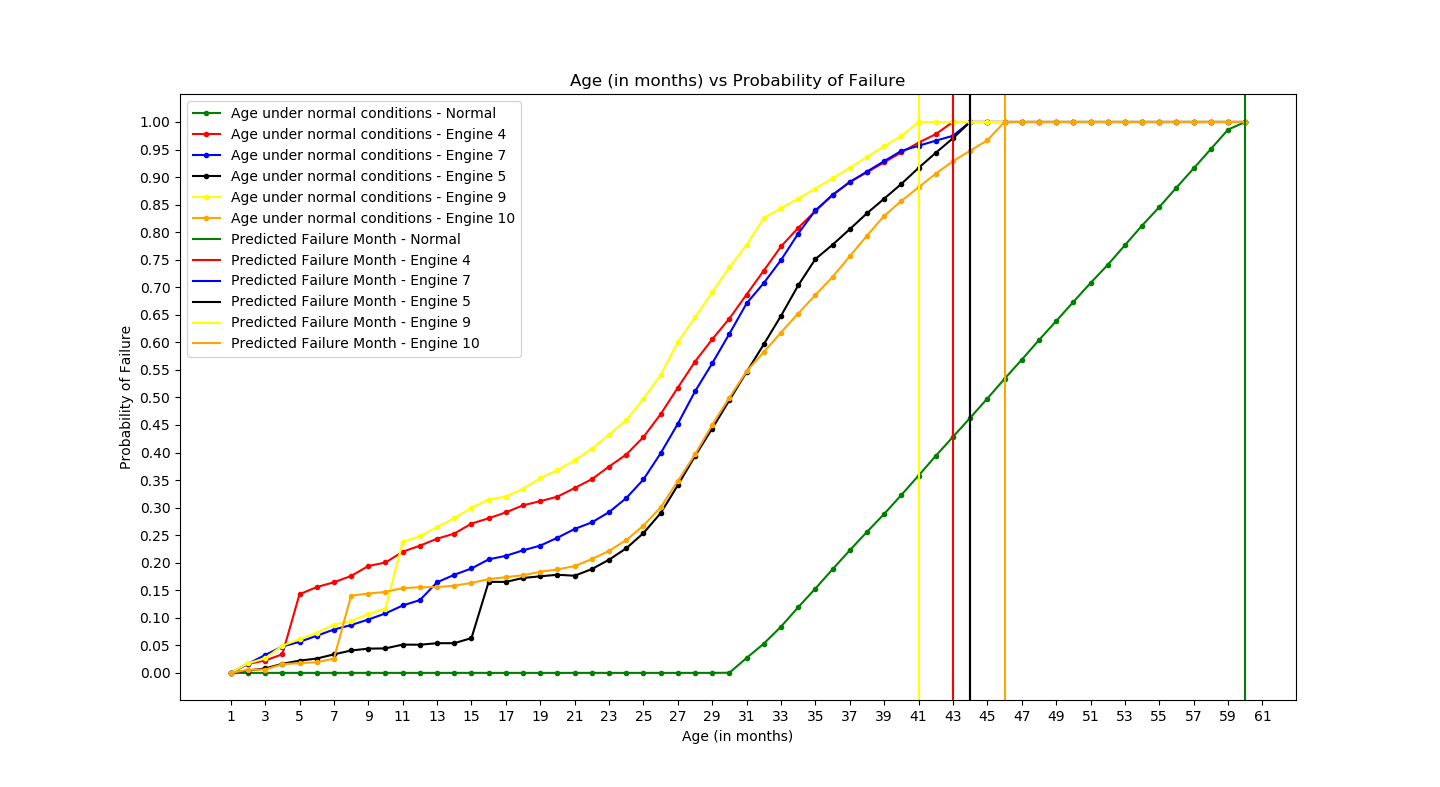 Age (in months) vs Probability of Failure
Age under normal conditions - Normal
Age under normal conditions - Engine 4
Age under normal conditions - Engine 7
Age under normal conditions - Engine 5
Age under normal conditions - Engine 9
Age under normal conditions - Engine 10
Predicted Failure Month - Normal
Predicted Failure Month - Engine 4
Predicted Failure Month - Engine 7
Predicted Failure Month - Engine 5
Predicted Failure Month - Engine 9
Predicted Failure Month - Engine 10
Probability of Failure
1.00
0.95
0.90
0.85
0.80
0.75
0.70
0.65
0.60
0.55
0.50
0.45
0.40
0.35
0.30
0.25
0.20
0.15
0.10
0.05
0.00
1 3 5 7 9 11 13 15 17 19 21 23 25 27 29 31 33 35 37 39 41 43 45 47 49 51 53 55 57 59 61
Age (in months)